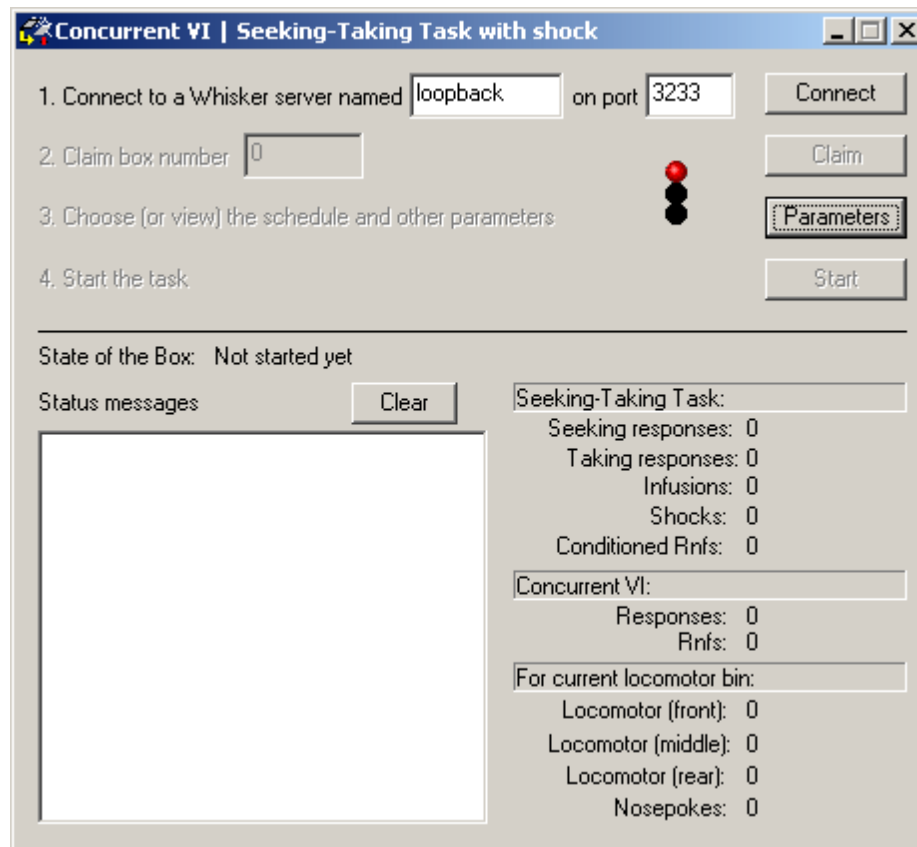 Concurrent VI | Seeking-Taking Task with shock
1. Connect to a Whisker server named loopback on port 3233 Connect
2. Claim box number 0 Claim
3. Choose (or view) the schedule and other parameters Parameters
4. Start the task Start
State of the Box: Not started yet
Status messages Clear
Seeking-Taking Task:
Seeking responses: 0
Taking responses: 0
Infusions: 0
Shocks: 0
Conditioned Rnfs: 0
Concurrent VI:
Responses: 0
Rnfs: 0
For current locomotor bin:
Locomotor (front): 0
Locomotor (middle): 0
Locomotor (rear): 0
Nosepokes: 0